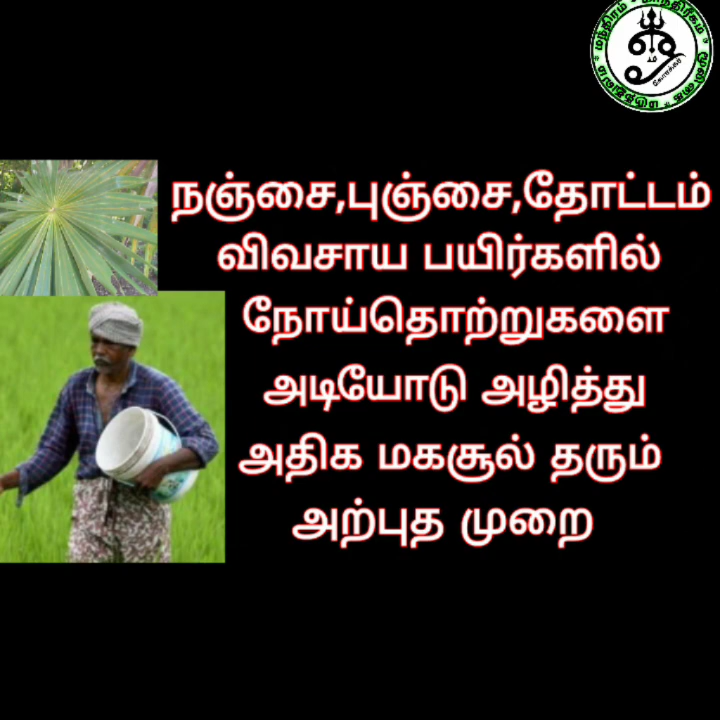 நஞ்சை,புஞ்சை,தோட்டம்
விவசாய பயிர்களில்
நோய்தொற்றுகளை
அடியோடு அழித்து
அதிக மகசூல் தரும்
அற்புத முறை